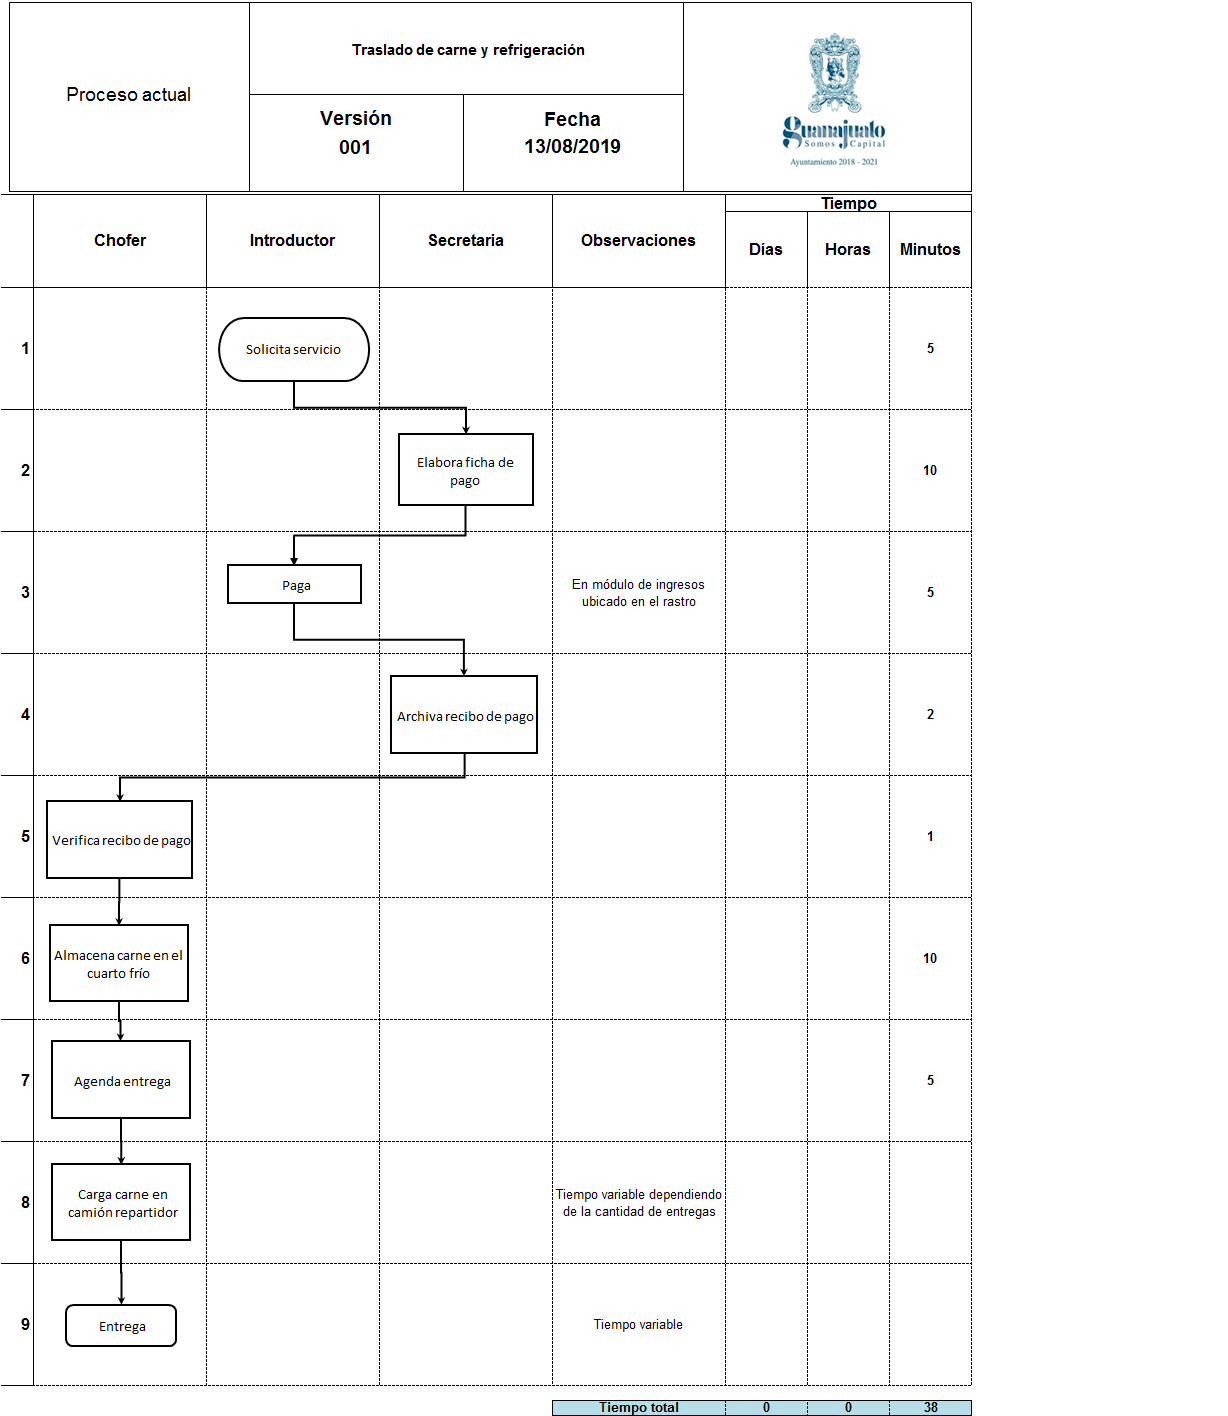 Proceso actual
Traslado de carne y refrigeración
Versión
001
Fecha
13/08/2019
guanajuato
Somos Capital
Ayuntamiento 2018 - 2021
Chofer
Introductor
Secretaria
Observaciones
Tiempo
Días
Horas
Minutos
1
Solicita servicio
5
2
Elabora ficha de
pago
10
3
Paga
En módulo de ingresos
ubicado en el rastro
5
4
Archiva recibo de pago
2
5
Verifica recibo de pago
1
6
Almacena carne en el
cuarto frío
10
7
Agenda entrega
5
8
Carga carne en
camión repartidor
Tiempo variable dependiendo
de la cantidad de entregas
9
Entrega
Tiempo variable
Tiempo total 0 0 38